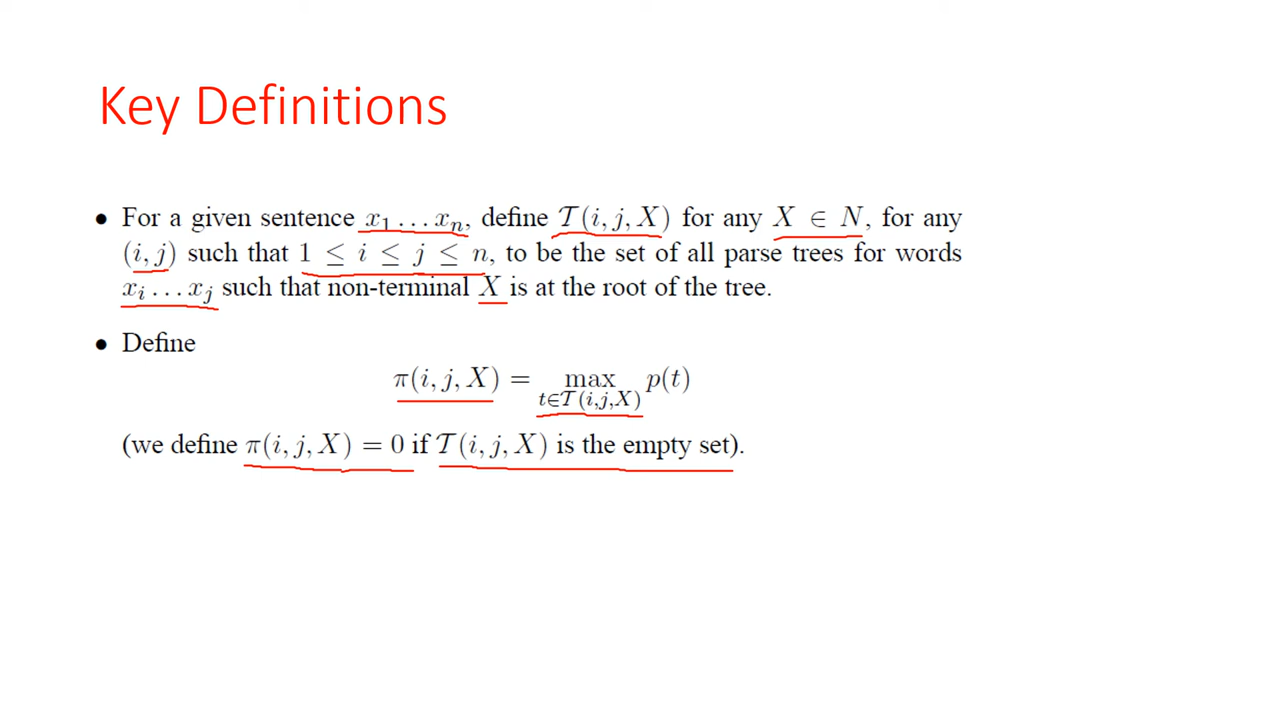 Key Definitions
• For a given sentence x₁ … xₙ, define 𝒯(i, j, X) for any X ∈ N, for any
(i, j) such that 1 ≤ i ≤ j ≤ n, to be the set of all parse trees for words
xᵢ … xⱼ such that non-terminal X is at the root of the tree.
• Define
π(i, j, X) = max p(t)
t∈𝒯(i,j,X)
(we define π(i, j, X) = 0 if 𝒯(i, j, X) is the empty set).